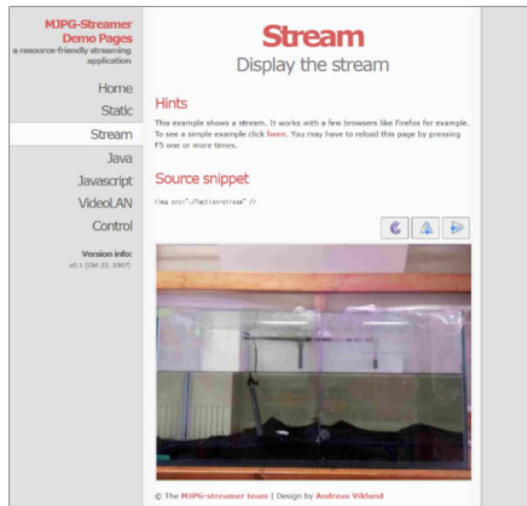 MJPG-Streamer
Demo Pages
a resource-friendly streaming
application
Home
Static
Stream
Java
Javascript
VideoLAN
Control
Version info:
v0.1 (Okt 22, 2007)
Stream
Display the stream
Hints
This example shows a stream. It works with a few browsers like Firefox for example.
To see a simple example click here. You may have to reload this page by pressing
F5 one or more times.
Source snippet
<img src="./?action=stream" />
© The MJPG-streamer team | Design by Andreas Viklund